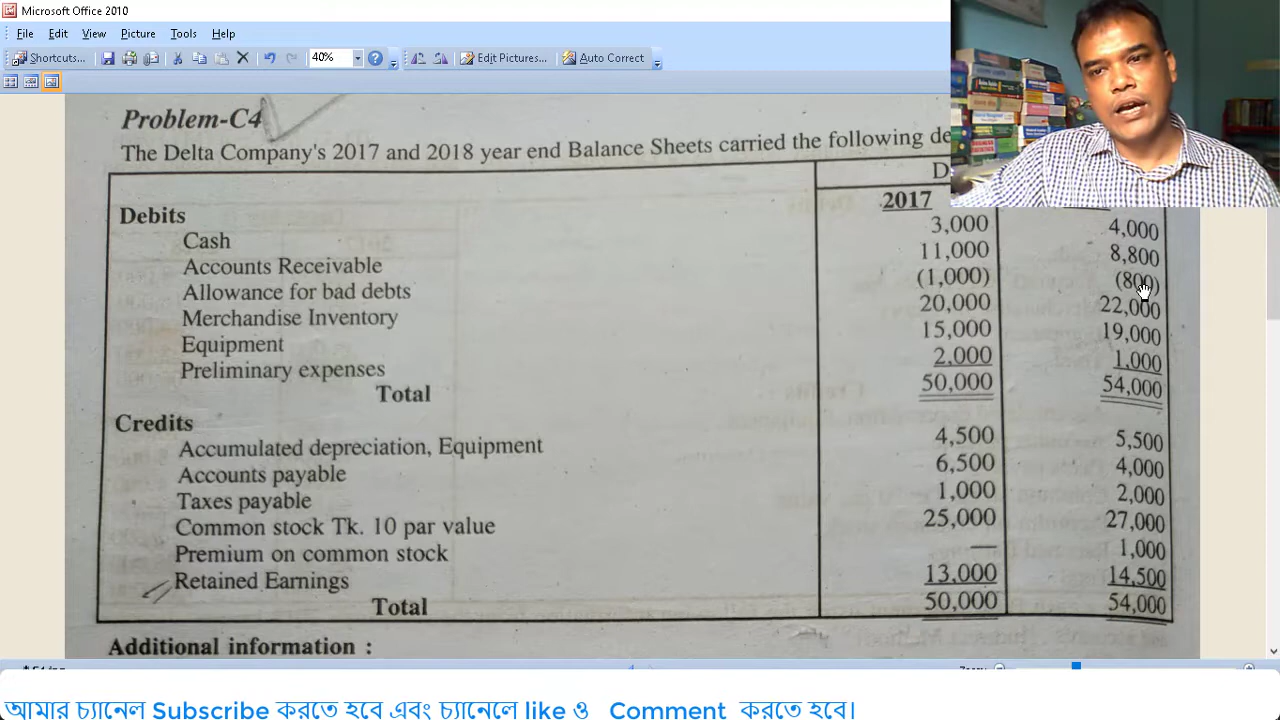 Microsoft Office 2010
File Edit View Picture Tools Help
Shortcuts... 40% Edit Pictures... Auto Correct
Problem-C4
The Delta Company's 2017 and 2018 year end Balance Sheets carried the following de
D
Debits 2017
Cash 3,000 4,000
Accounts Receivable 11,000 8,800
Allowance for bad debts (1,000) (800)
Merchandise Inventory 20,000 22,000
Equipment 15,000 19,000
Preliminary expenses 2,000 1,000
Total 50,000 54,000
Credits
Accumulated depreciation, Equipment 4,500 5,500
Accounts payable 6,500 4,000
Taxes payable 1,000 2,000
Common stock Tk. 10 par value 25,000 27,000
Premium on common stock — 1,000
Retained Earnings 13,000 14,500
Total 50,000 54,000
Additional information :
আমার চ্যানেল Subscribe করতে হবে এবং চ্যানেলে like ও Comment করতে হবে।